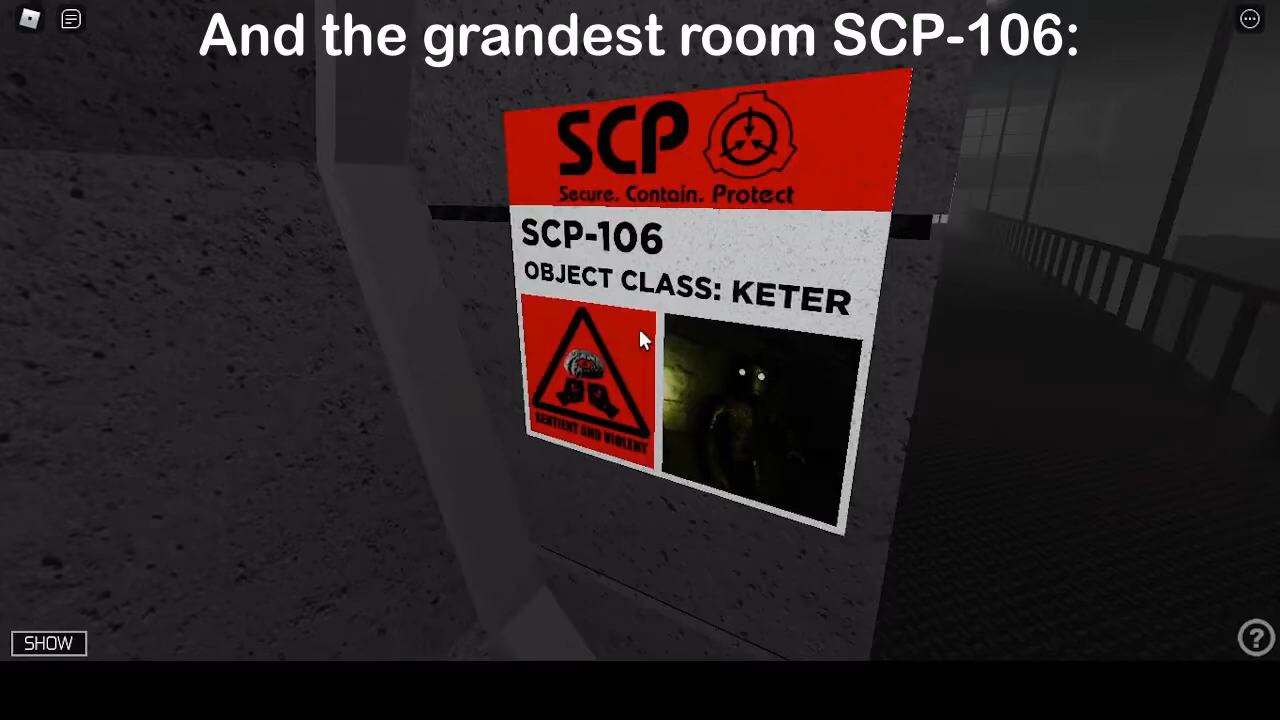 And the grandest room SCP-106:
SCP
Secure. Contain. Protect
SCP-106
OBJECT CLASS: KETER
SENTIENT AND VIOLENT
SHOW
?